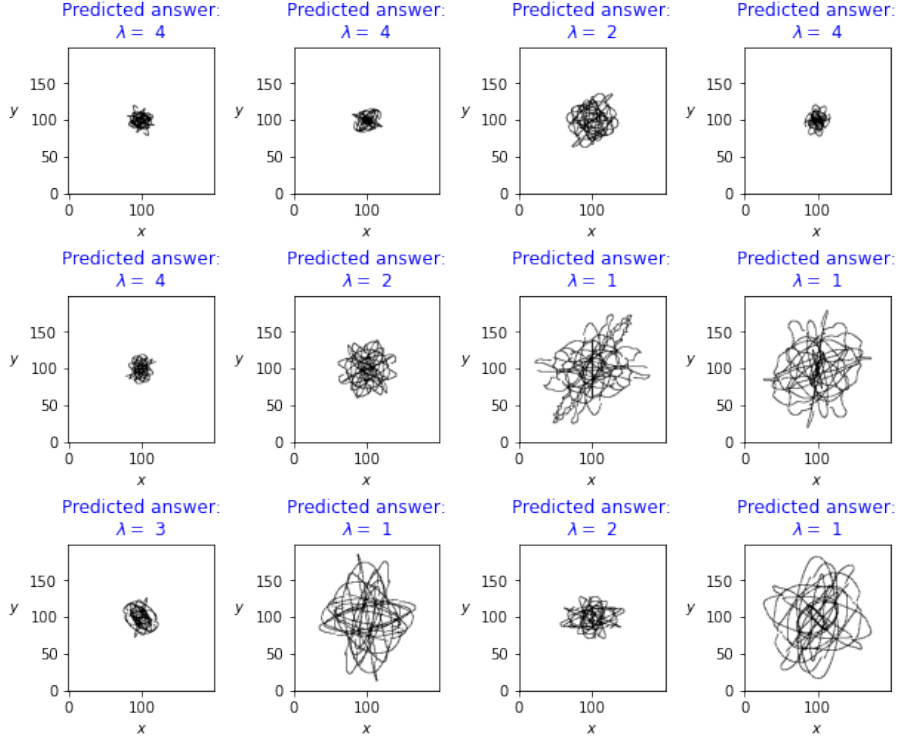 Predicted answer: Predicted answer: Predicted answer: Predicted answer:
λ = 4 λ = 4 λ = 2 λ = 4
150 150 150 150
y 100 y 100 y 100 y 100
50 50 50 50
0 0 0 0
0 100 0 100 0 100 0 100
x x x x
Predicted answer: Predicted answer: Predicted answer: Predicted answer:
λ = 4 λ = 2 λ = 1 λ = 1
150 150 150 150
y 100 y 100 y 100 y 100
50 50 50 50
0 0 0 0
0 100 0 100 0 100 0 100
x x x x
Predicted answer: Predicted answer: Predicted answer: Predicted answer:
λ = 3 λ = 1 λ = 2 λ = 1
150 150 150 150
y 100 y 100 y 100 y 100
50 50 50 50
0 0 0 0
0 100 0 100 0 100 0 100
x x x x